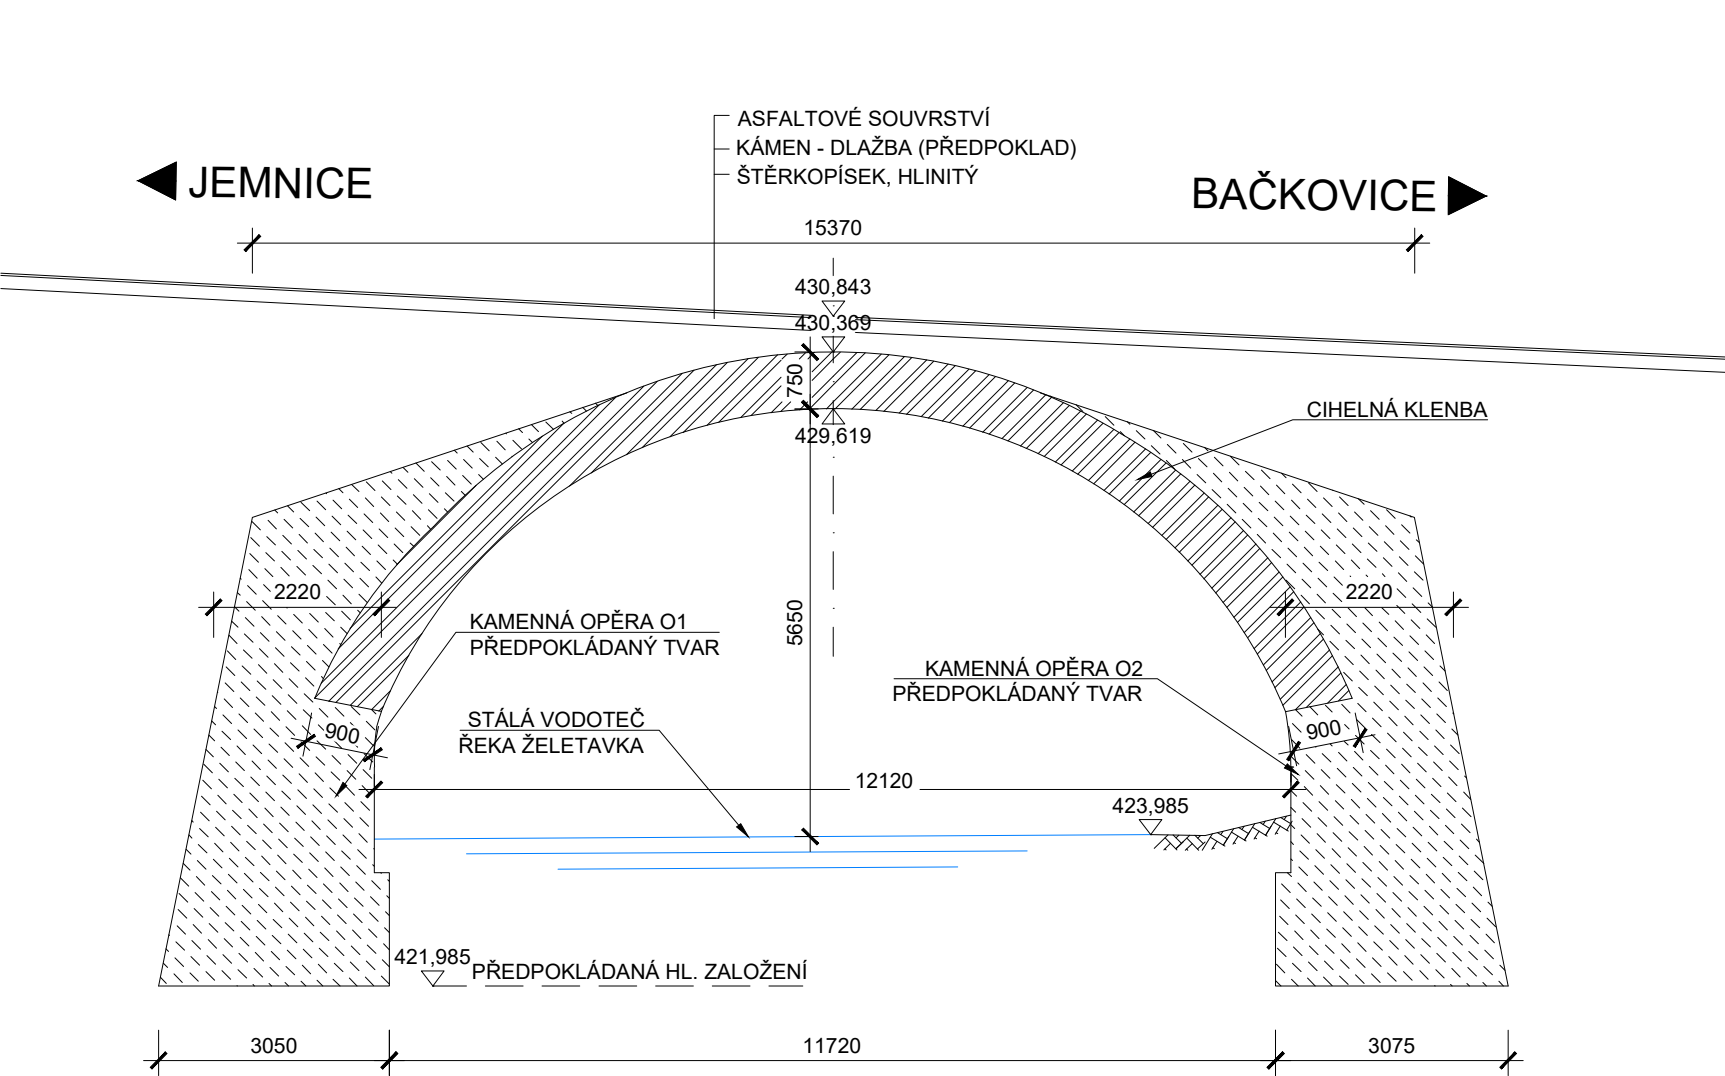 ASFALTOVÉ SOUVRSTVÍ
KÁMEN - DLAŽBA (PŘEDPOKLAD)
ŠTĚRKOPÍSEK, HLINITÝ
JEMNICE
BAČKOVICE
15370
430,843
430,369
750
429,619
CIHELNÁ KLENBA
2220
2220
5650
KAMENNÁ OPĚRA O1
PŘEDPOKLÁDANÝ TVAR
KAMENNÁ OPĚRA O2
PŘEDPOKLÁDANÝ TVAR
STÁLÁ VODOTEČ
ŘEKA ŽELETAVKA
900
900
12120
423,985
421,985
PŘEDPOKLÁDANÁ HL. ZALOŽENÍ
3050
11720
3075